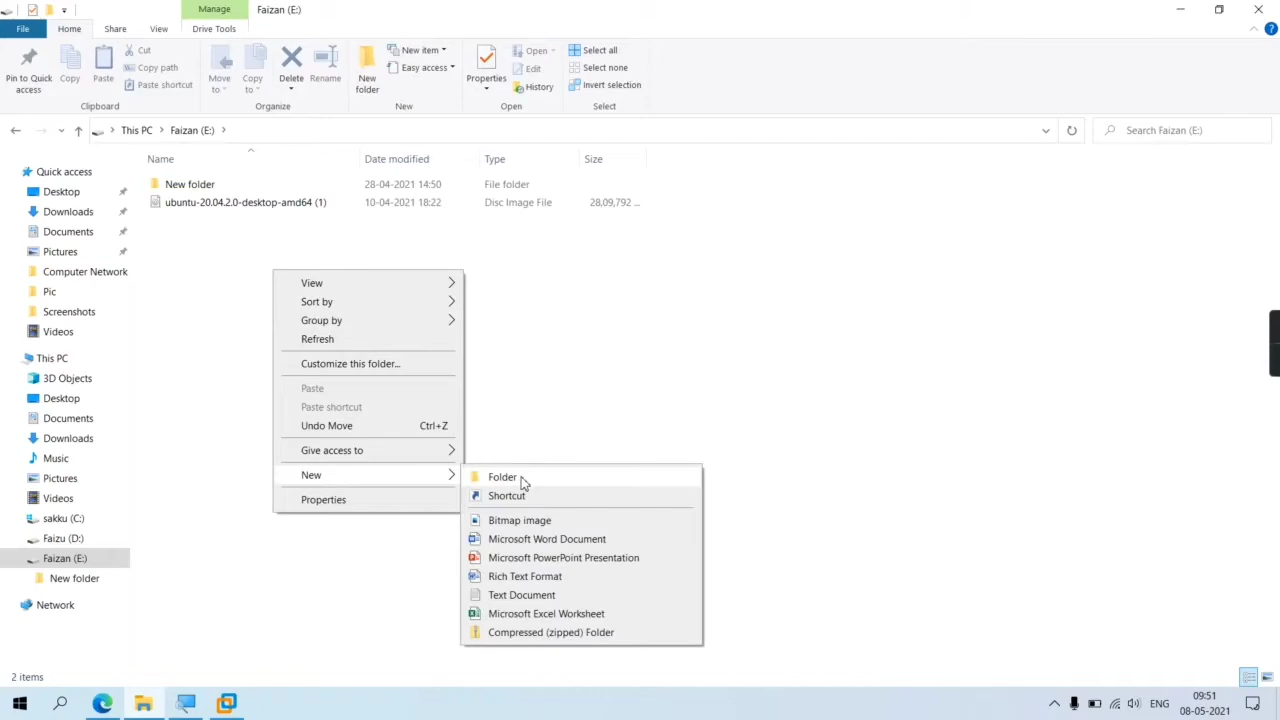 Manage
Faizan (E:)
File
Home
Share
View
Drive Tools
Pin to Quick access
Copy
Paste
Cut
Copy path
Paste shortcut
Clipboard
Move to
Copy to
Delete
Rename
Organize
New folder
New item
Easy access
New
Properties
Open
Edit
History
Open
Select all
Select none
Invert selection
Select
This PC
Faizan (E:)
Search Faizan (E:)
Name
Date modified
Type
Size
New folder
28-04-2021 14:50
File folder
ubuntu-20.04.2.0-desktop-amd64 (1)
10-04-2021 18:22
Disc Image File
28,09,792 ...
Quick access
Desktop
Downloads
Documents
Pictures
Computer Network
Pic
Screenshots
Videos
This PC
3D Objects
Desktop
Documents
Downloads
Music
Pictures
Videos
sakku (C:)
Faizu (D:)
Faizan (E:)
New folder
Network
View
Sort by
Group by
Refresh
Customize this folder...
Paste
Paste shortcut
Undo Move Ctrl+Z
Give access to
New
Properties
Folder
Shortcut
Bitmap image
Microsoft Word Document
Microsoft PowerPoint Presentation
Rich Text Format
Text Document
Microsoft Excel Worksheet
Compressed (zipped) Folder
2 items
ENG
09:51
08-05-2021